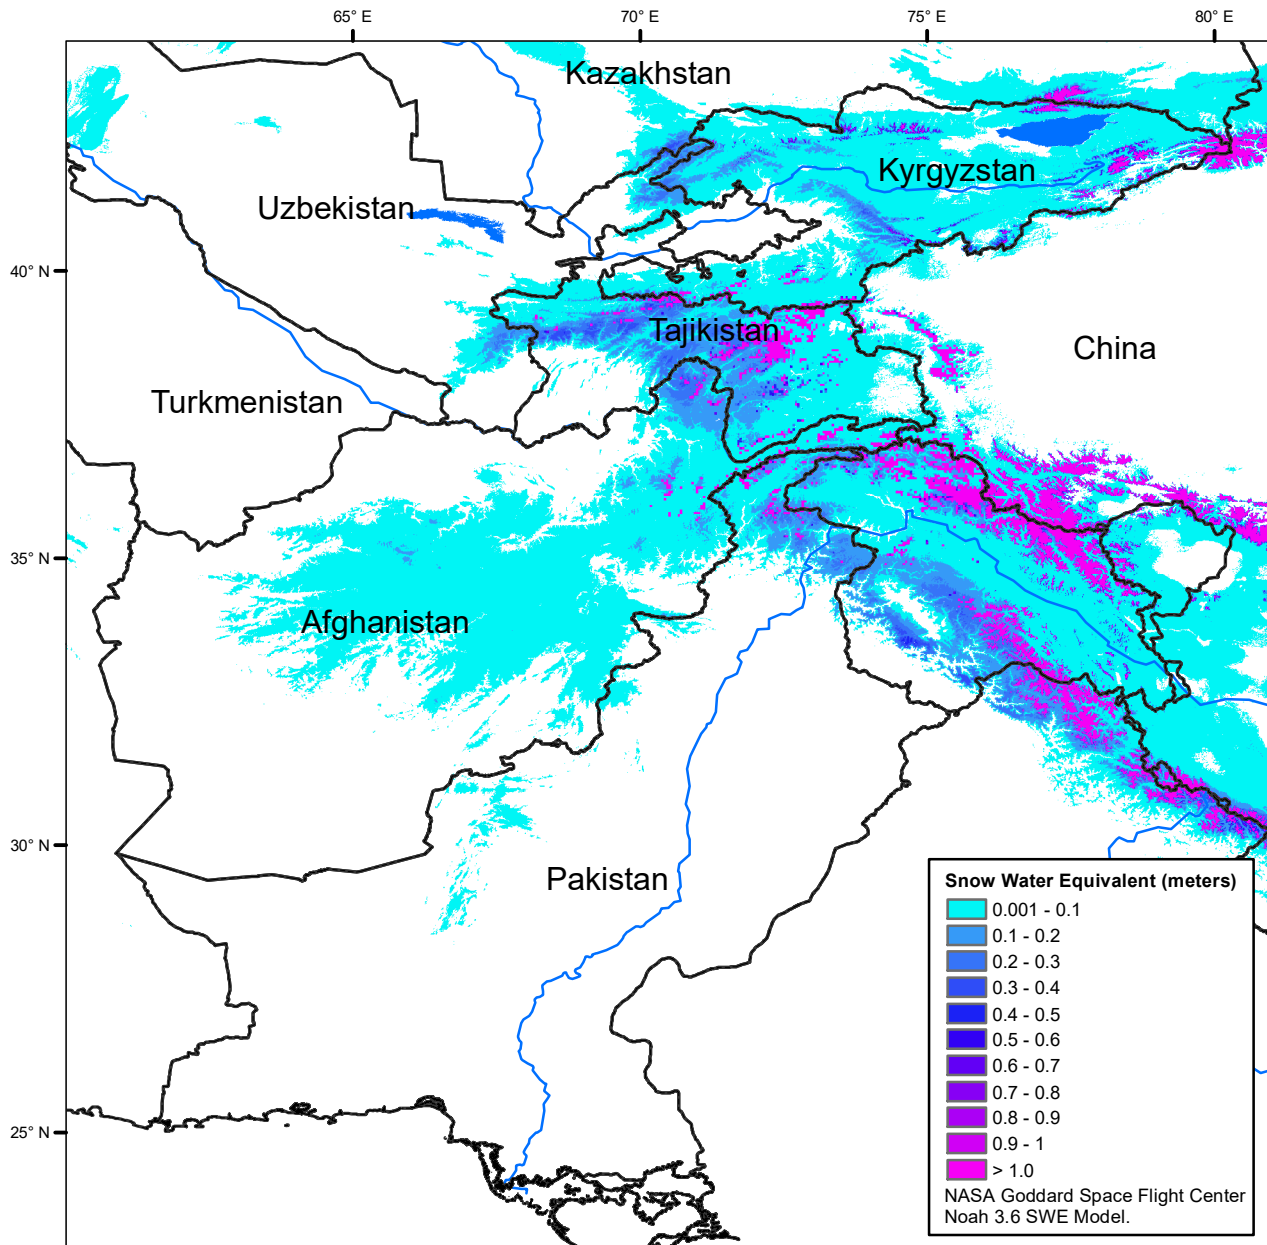 65° E
70° E
75° E
80° E
Kazakhstan
Kyrgyzstan
Uzbekistan
40° N
Tajikistan
China
Turkmenistan
35° N
Afghanistan
30° N
Pakistan
25° N
Snow Water Equivalent (meters)
0.001 - 0.1
0.1 - 0.2
0.2 - 0.3
0.3 - 0.4
0.4 - 0.5
0.5 - 0.6
0.6 - 0.7
0.7 - 0.8
0.8 - 0.9
0.9 - 1
> 1.0
NASA Goddard Space Flight Center
Noah 3.6 SWE Model.